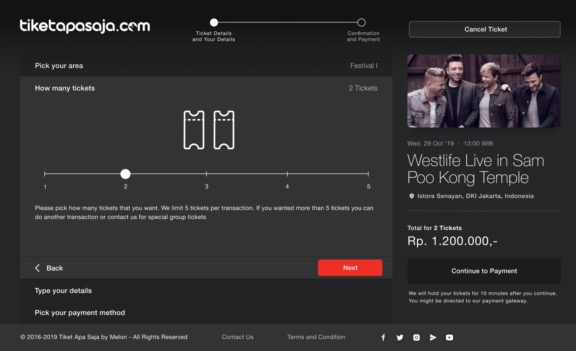 tiketapasaja.com
Ticket Details
and Your Details
Confirmation
and Payment
Cancel Ticket
Pick your area
Festival I
How many tickets
2 Tickets
1
2
3
4
5
Please pick how many tickets that you want. We limit 5 tickets per transaction. If you wanted more than 5 tickets you can
do another transaction or contact us for special group tickets
Back
Next
Type your details
Pick your payment method
Wed. 29 Oct '19 · 13:00 WIB
Westlife Live in Sam
Poo Kong Temple
Istora Senayan, DKI Jakarta, Indonesia
Total for 2 Tickets
Rp. 1.200.000,-
Continue to Payment
We will hold your tickets for 10 minutes after you continue.
You might be directed to our payment gateway.
© 2016-2019 Tiket Apa Saja by Melon - All Rights Reserved
Contact Us
Terms and Condition